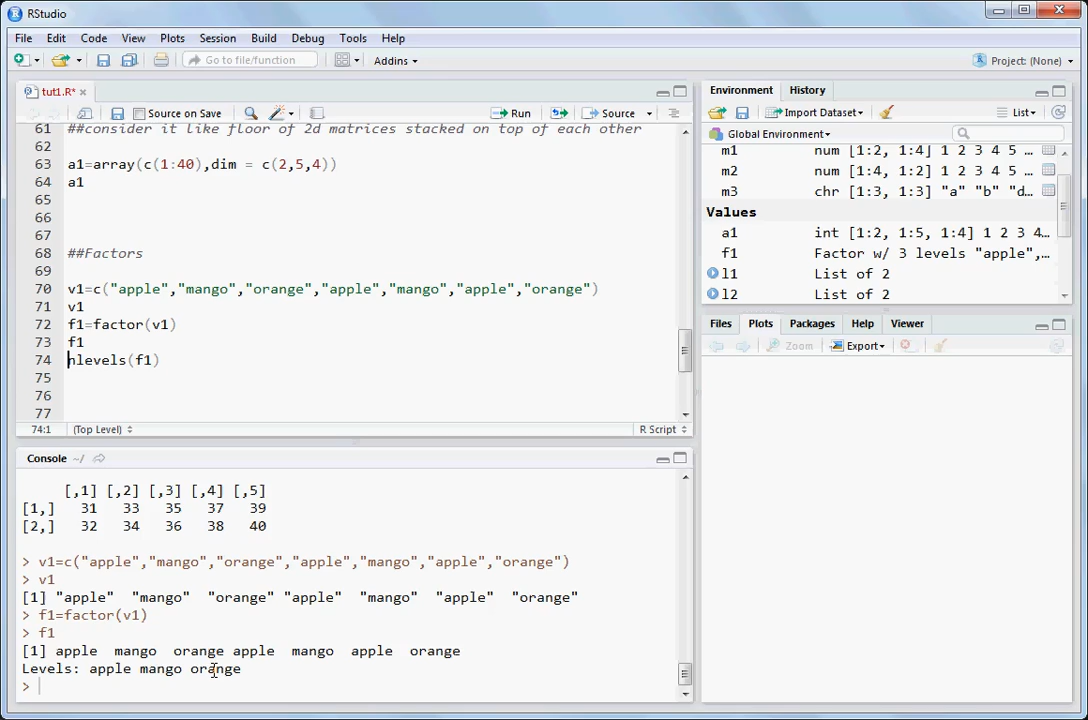 RStudio
File Edit Code View Plots Session Build Debug Tools Help
Go to file/function Addins Project: (None)
tut1.R*
Source on Save Run Source
61 ##consider it like floor of 2d matrices stacked on top of each other
62
63 a1=array(c(1:40),dim = c(2,5,4))
64 a1
65
66
67
68 ##Factors
69
70 v1=c("apple","mango","orange","apple","mango","apple","orange")
71 v1
72 f1=factor(v1)
73 f1
74 nlevels(f1)
75
76
77
74:1 (Top Level) R Script
Console ~/
[,1] [,2] [,3] [,4] [,5]
[1,] 31 33 35 37 39
[2,] 32 34 36 38 40
> v1=c("apple","mango","orange","apple","mango","apple","orange")
> v1
[1] "apple" "mango" "orange" "apple" "mango" "apple" "orange"
> f1=factor(v1)
> f1
[1] apple mango orange apple mango apple orange
Levels: apple mango orange
>
Environment History
Import Dataset List
Global Environment
m1 num [1:2, 1:4] 1 2 3 4 5 ...
m2 num [1:4, 1:2] 1 2 3 4 5 ...
m3 chr [1:3, 1:3] "a" "b" "d...
Values
a1 int [1:2, 1:5, 1:4] 1 2 3 4...
f1 Factor w/ 3 levels "apple",...
l1 List of 2
l2 List of 2
Files Plots Packages Help Viewer
Zoom Export